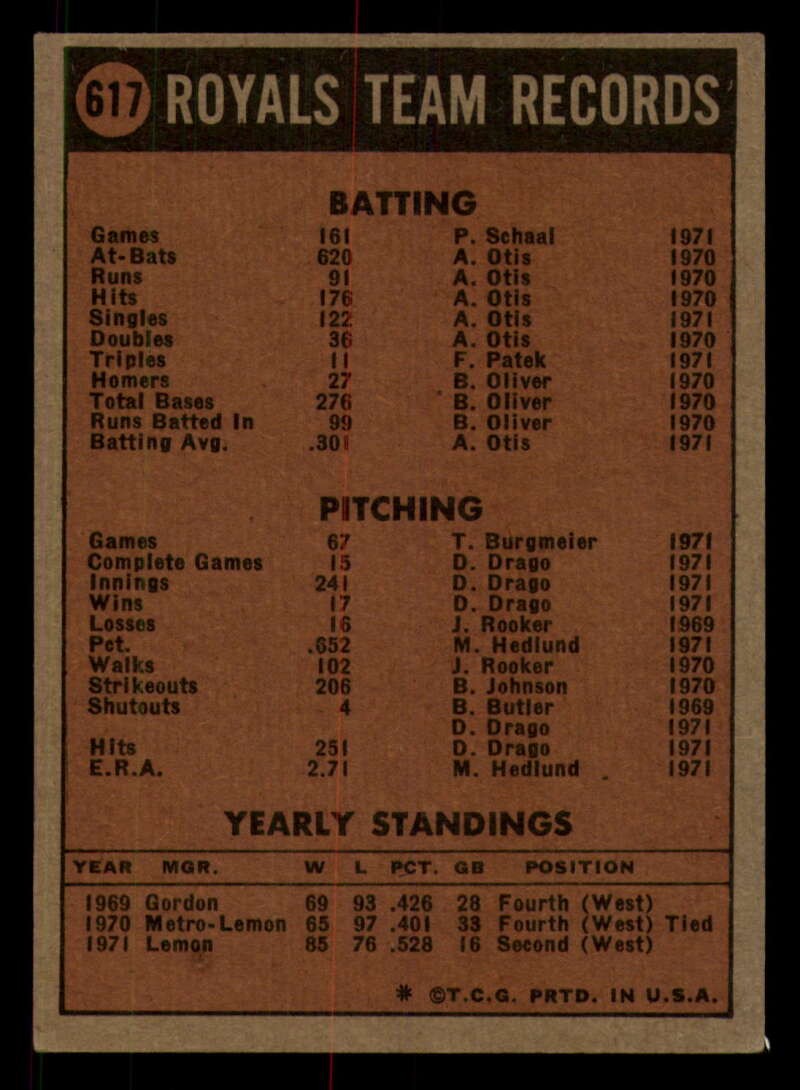 617 ROYALS TEAM RECORDS
BATTING
Games 161 P. Schaal 1971
At-Bats 620 A. Otis 1970
Runs 91 A. Otis 1970
Hits 176 A. Otis 1970
Singles 122 A. Otis 1971
Doubles 36 A. Otis 1970
Triples 11 F. Patek 1971
Homers 27 B. Oliver 1970
Total Bases 276 B. Oliver 1970
Runs Batted In 99 B. Oliver 1970
Batting Avg. .301 A. Otis 1971
PITCHING
Games 67 T. Burgmeier 1971
Complete Games 15 D. Drago 1971
Innings 241 D. Drago 1971
Wins 17 D. Drago 1971
Losses 16 J. Rooker 1969
Pct. .652 M. Hedlund 1971
Walks 102 J. Rooker 1970
Strikeouts 206 B. Johnson 1970
Shutouts 4 B. Butler 1969
D. Drago 1971
Hits 251 D. Drago 1971
E.R.A. 2.71 M. Hedlund 1971
YEARLY STANDINGS
YEAR MGR. W L PCT. GB POSITION
1969 Gordon 69 93 .426 28 Fourth (West)
1970 Metro-Lemon 65 97 .401 33 Fourth (West) Tied
1971 Lemon 85 76 .528 16 Second (West)
* ©T.C.G. PRTD. IN U.S.A.